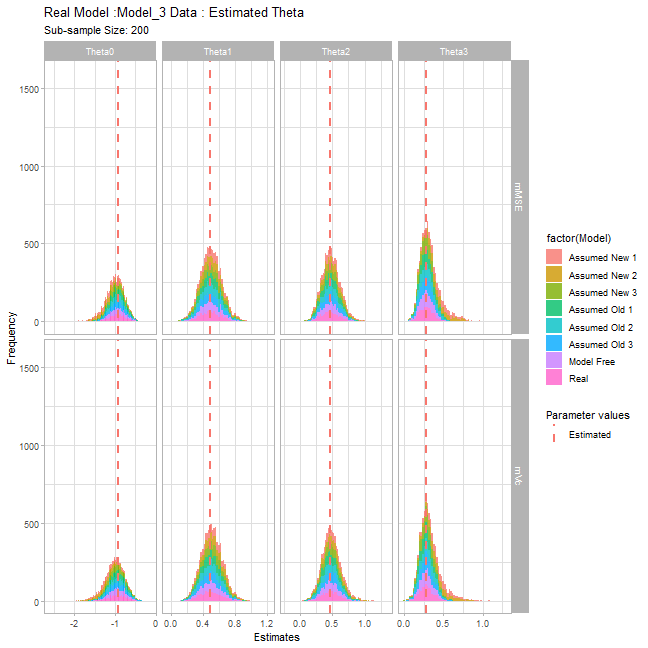 Real Model :Model_3 Data : Estimated Theta
Sub-sample Size: 200
Theta0 Theta1 Theta2 Theta3
1500
1000
500
0
mMSE
1500
1000
500
0
mVc
Frequency
-2 -1 0 0.0 0.4 0.8 1.2 0.0 0.5 1.0 0.0 0.5 1.0
Estimates
factor(Model)
Assumed New 1
Assumed New 2
Assumed New 3
Assumed Old 1
Assumed Old 2
Assumed Old 3
Model Free
Real
Parameter values
Estimated